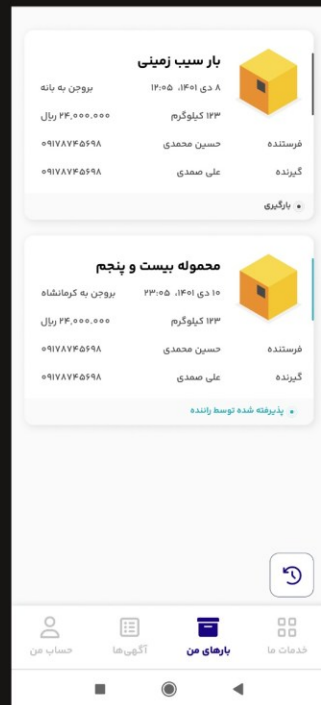 بار سیب زمینی
۸ دی ۱۴۰۱، ۱۲:۰۵ بروجن به بانه
۱۲۳ کیلوگرم ۲۴,۰۰۰,۰۰۰ ریال
فرستنده حسین محمدی ۰۹۱۷۸۷۴۵۶۹۸
گیرنده علی صمدی ۰۹۱۷۸۷۴۵۶۹۸
بارگیری
محموله بیست و پنجم
۱۰ دی ۱۴۰۱، ۲۳:۰۵ بروجن به کرمانشاه
۱۲۳ کیلوگرم ۲۴,۰۰۰,۰۰۰ ریال
فرستنده حسین محمدی ۰۹۱۷۸۷۴۵۶۹۸
گیرنده علی صمدی ۰۹۱۷۸۷۴۵۶۹۸
پذیرفته شده توسط راننده
خدمات ما بارهای من آگهی‌ها حساب من